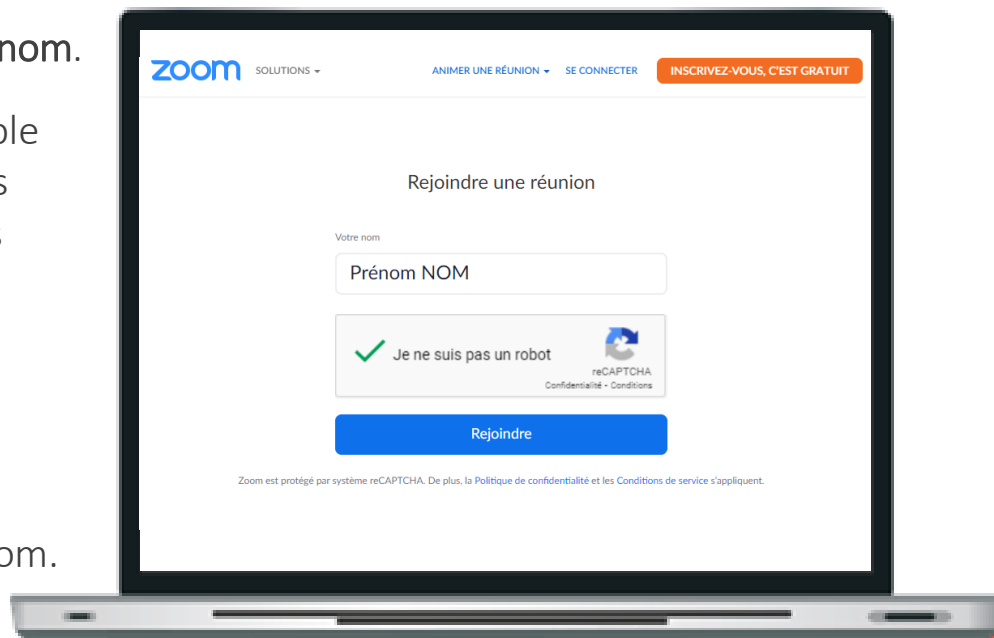 nom.
zoom SOLUTIONS ANIMER UNE RÉUNION SE CONNECTER INSCRIVEZ-VOUS, C'EST GRATUIT
Rejoindre une réunion
Votre nom
Prénom NOM
Je ne suis pas un robot
reCAPTCHA
Confidentialité - Conditions
Rejoindre
Zoom est protégé par système reCAPTCHA. De plus, la Politique de confidentialité et les Conditions de service s'appliquent.